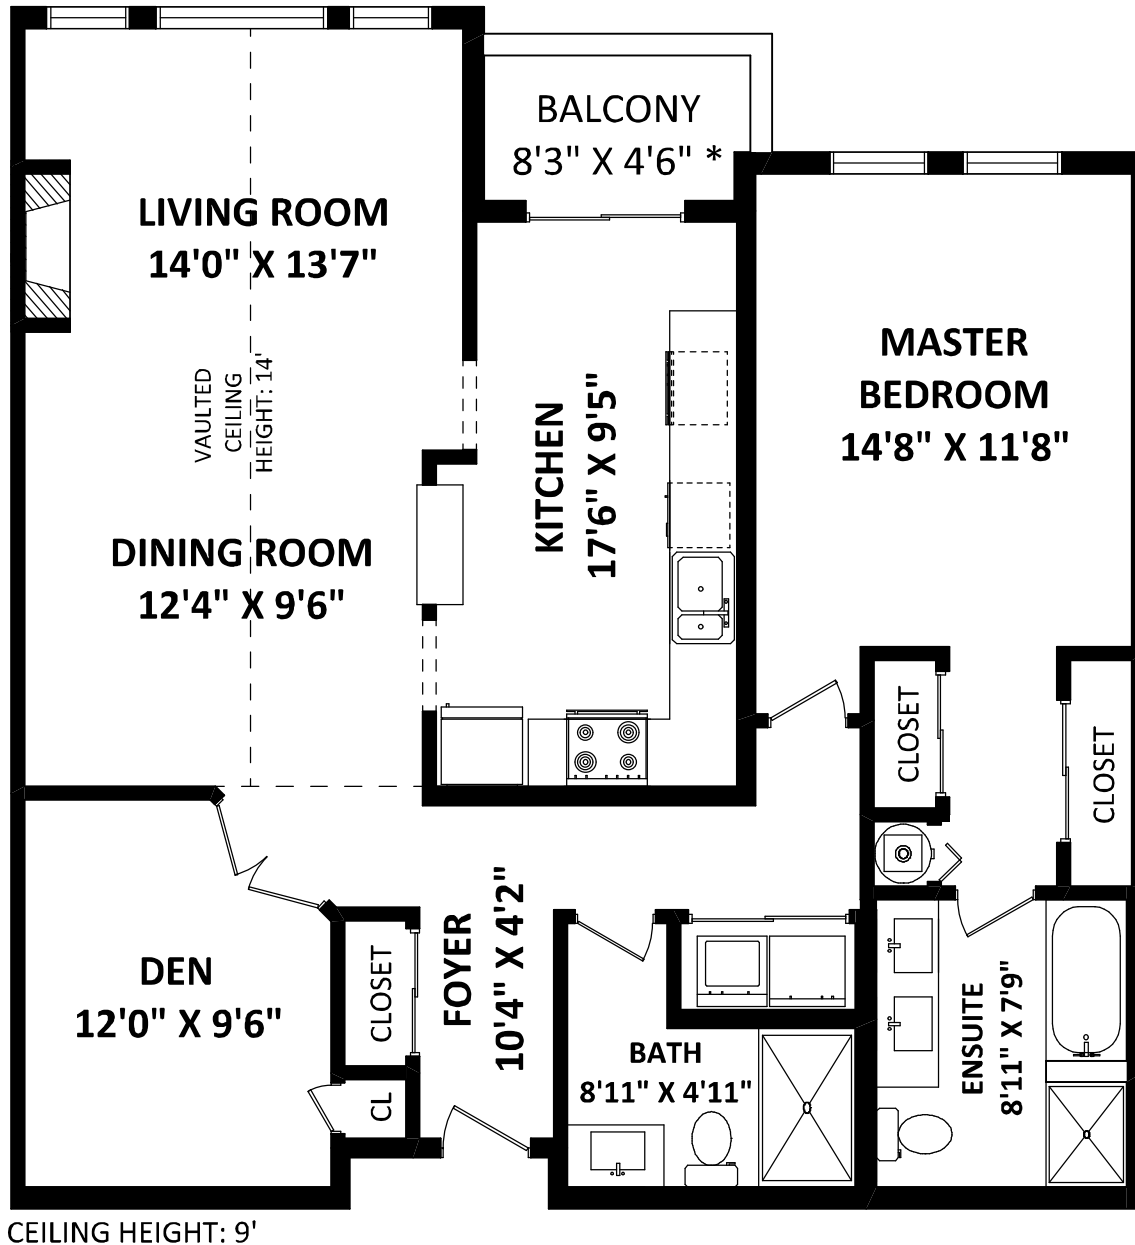 BALCONY
8'3" X 4'6" *
LIVING ROOM
14'0" X 13'7"
VAULTED
CEILING
HEIGHT: 14'
MASTER
BEDROOM
14'8" X 11'8"
KITCHEN
17'6" X 9'5"
DINING ROOM
12'4" X 9'6"
CLOSET
CLOSET
DEN
12'0" X 9'6"
CLOSET
CL
FOYER
10'4" X 4'2"
BATH
8'11" X 4'11"
ENSUITE
8'11" X 7'9"
CEILING HEIGHT: 9'